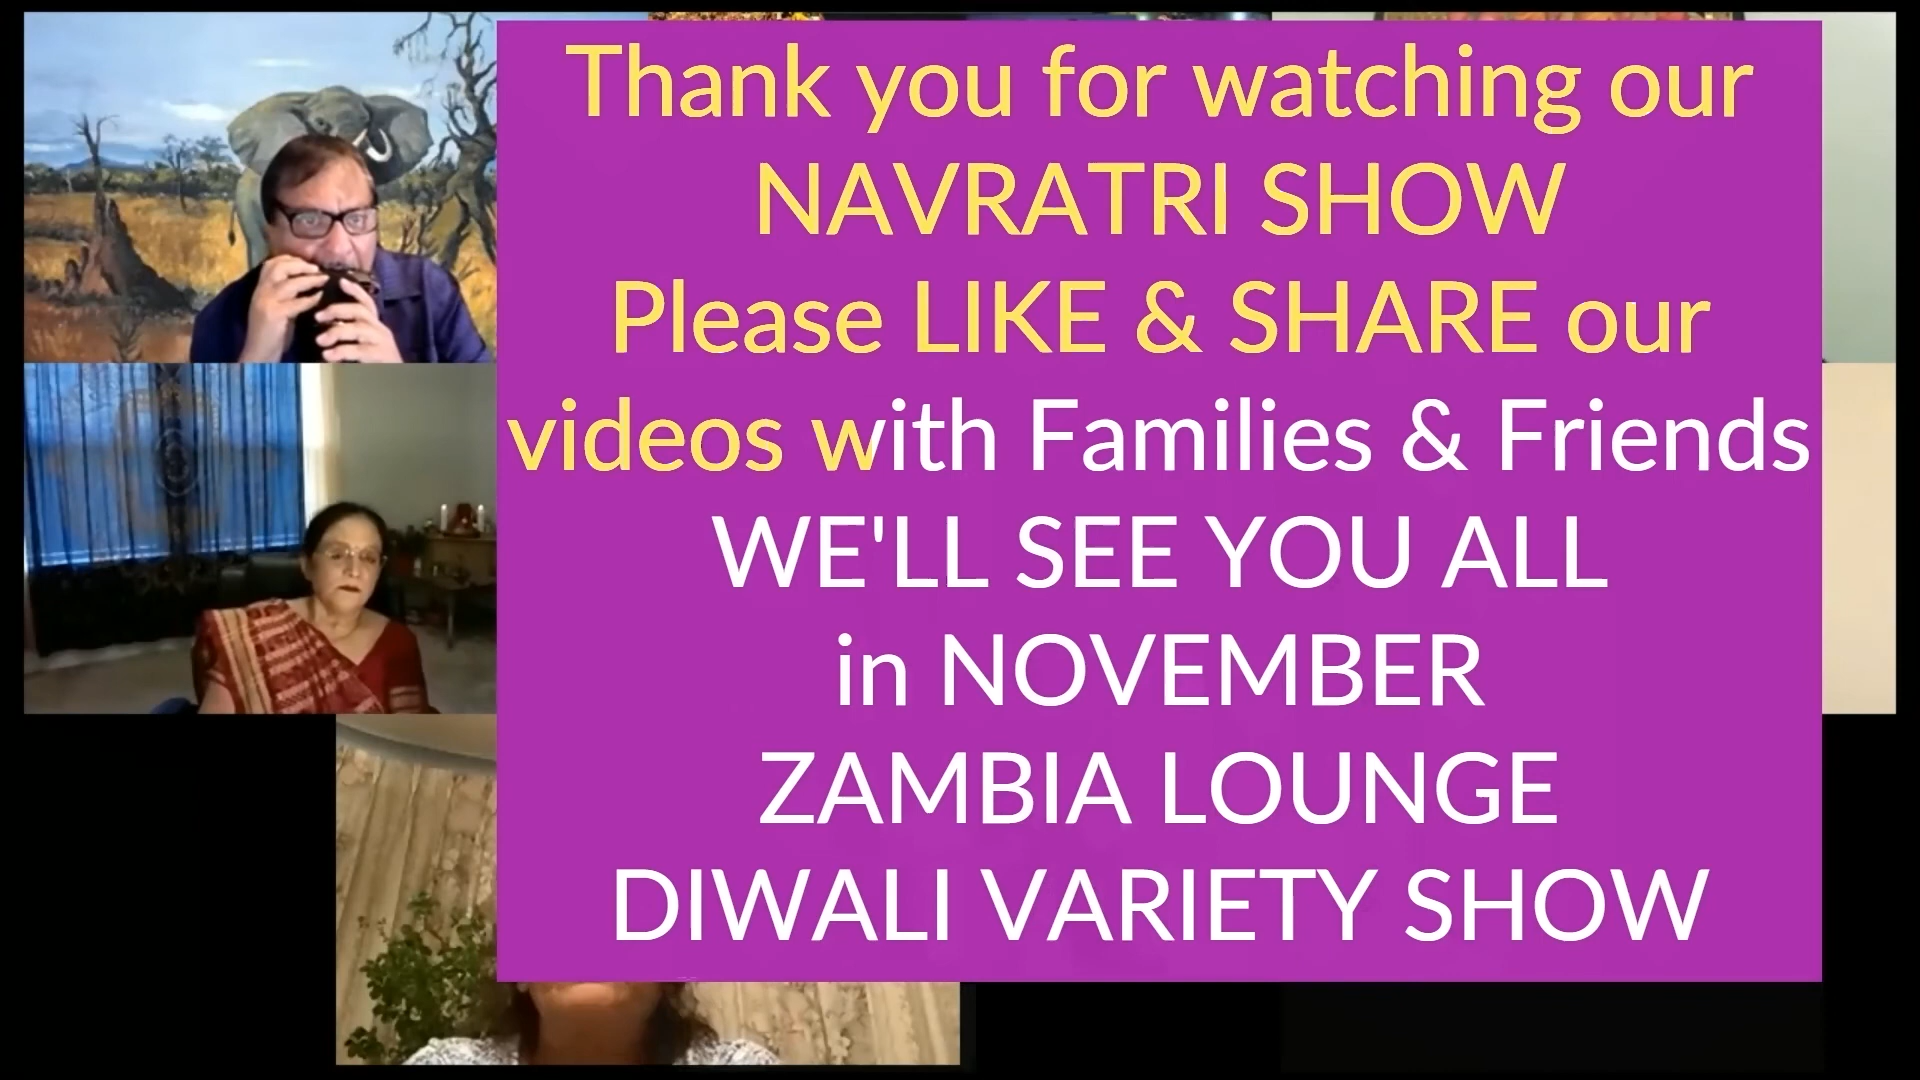 Thank you for watching our
NAVRATRI SHOW
Please LIKE & SHARE our
videos with Families & Friends
WE'LL SEE YOU ALL
in NOVEMBER
ZAMBIA LOUNGE
DIWALI VARIETY SHOW